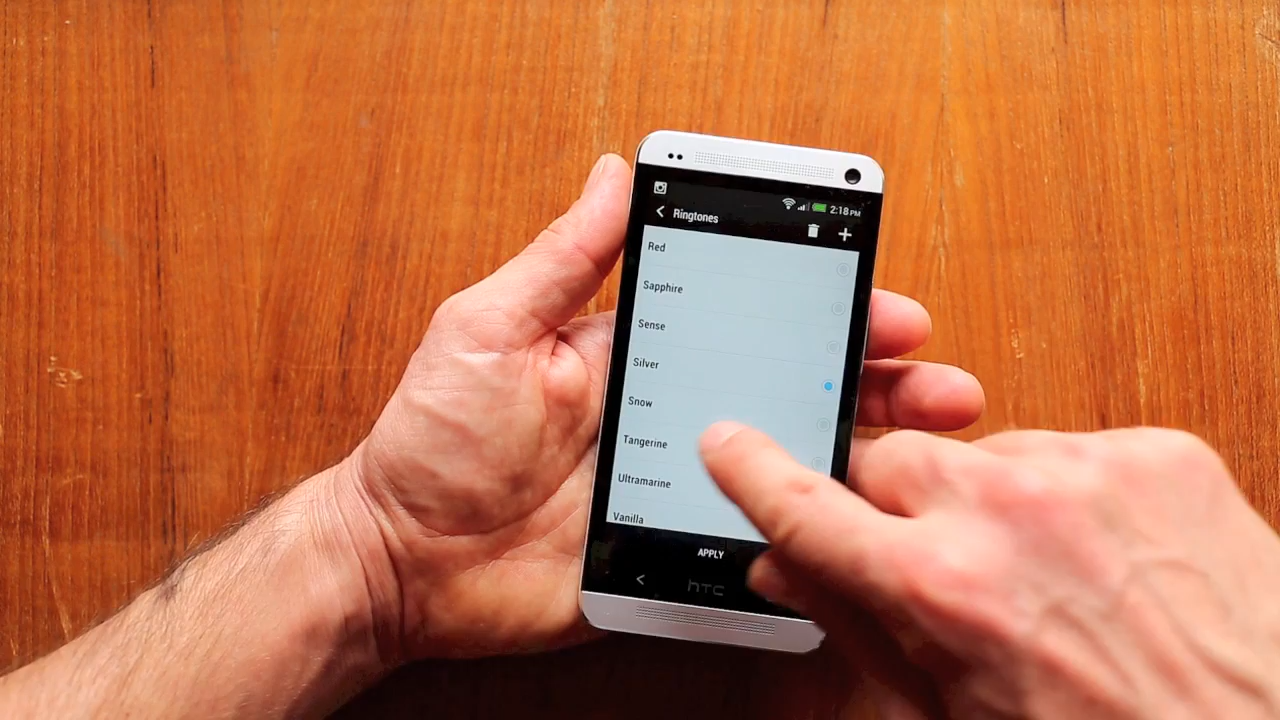 2:18 PM
Ringtones
Red
Sapphire
Sense
Silver
Snow
Tangerine
Ultramarine
Vanilla
APPLY
hTC